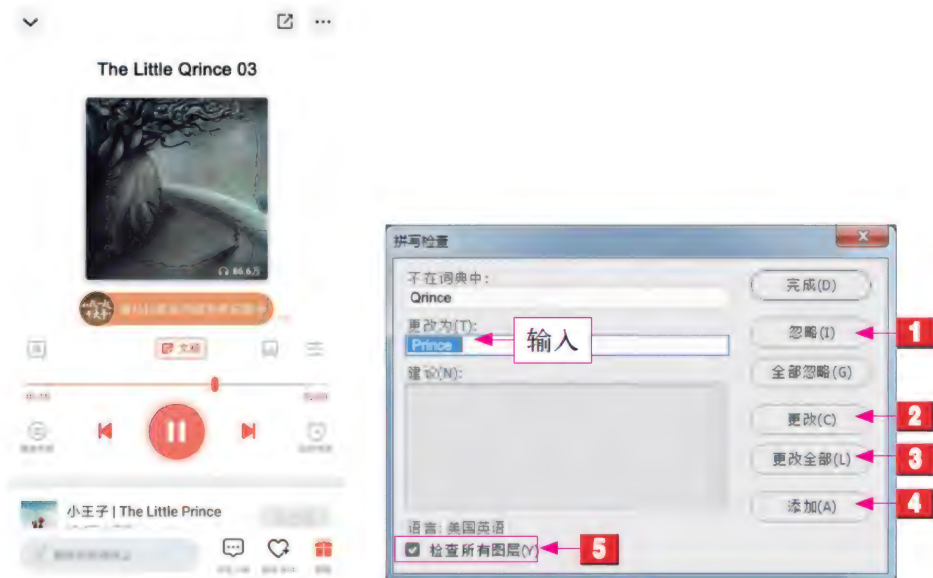 The Little Qrince 03
86.6万
文稿
小王子 | The Little Prince
拼写检查
X
不在词典中:
Qrince
更改为(T):
Prince
输入
建议(N):
语言: 美国英语
检查所有图层(Y)
5
完成(D)
忽略(I)
1
全部忽略(G)
更改(C)
2
更改全部(L)
3
添加(A)
4